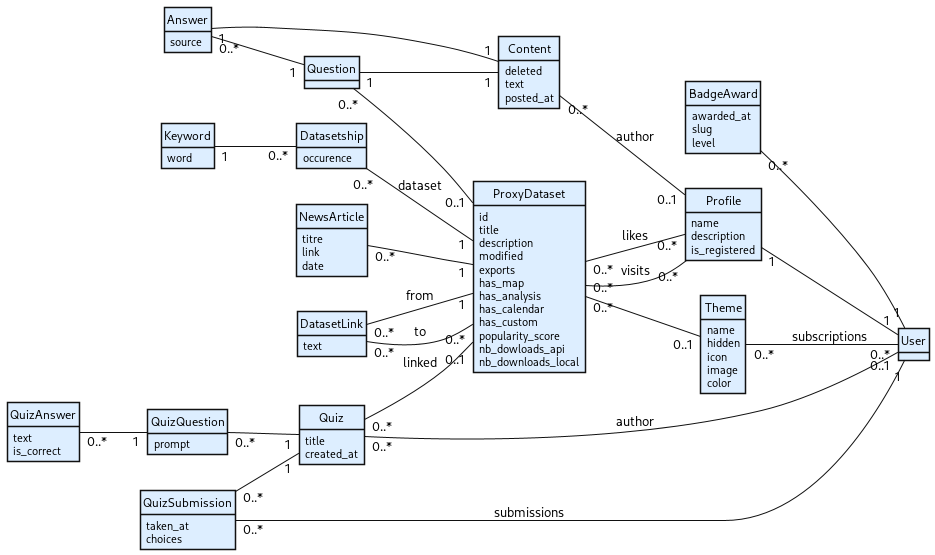 Answer
source
1
0..*
Question
1
1
0..*
Content
deleted
text
posted_at
1
1
0..*
author
BadgeAward
awarded_at
slug
level
0..*
Keyword
word
1
0..*
Datasetship
occurence
0..*
dataset
0..1
ProxyDataset
id
title
description
modified
exports
has_map
has_analysis
has_calendar
has_custom
popularity_score
nb_dowloads_api
nb_downloads_local
0..1
Profile
name
description
is_registered
1
likes
0..*
0..*
visits
0..*
0..*
NewsArticle
titre
link
date
0..*
1
1
from
1
DatasetLink
text
0..*
to
0..*
0..*
linked
0..1
0..*
0..1
Theme
name
hidden
icon
image
color
0..*
subscriptions
User
1
1
0..*
0..1
1
QuizAnswer
text
is_correct
0..*
1
QuizQuestion
prompt
0..*
1
Quiz
title
created_at
0..*
0..*
author
1
QuizSubmission
taken_at
choices
0..*
0..*
submissions